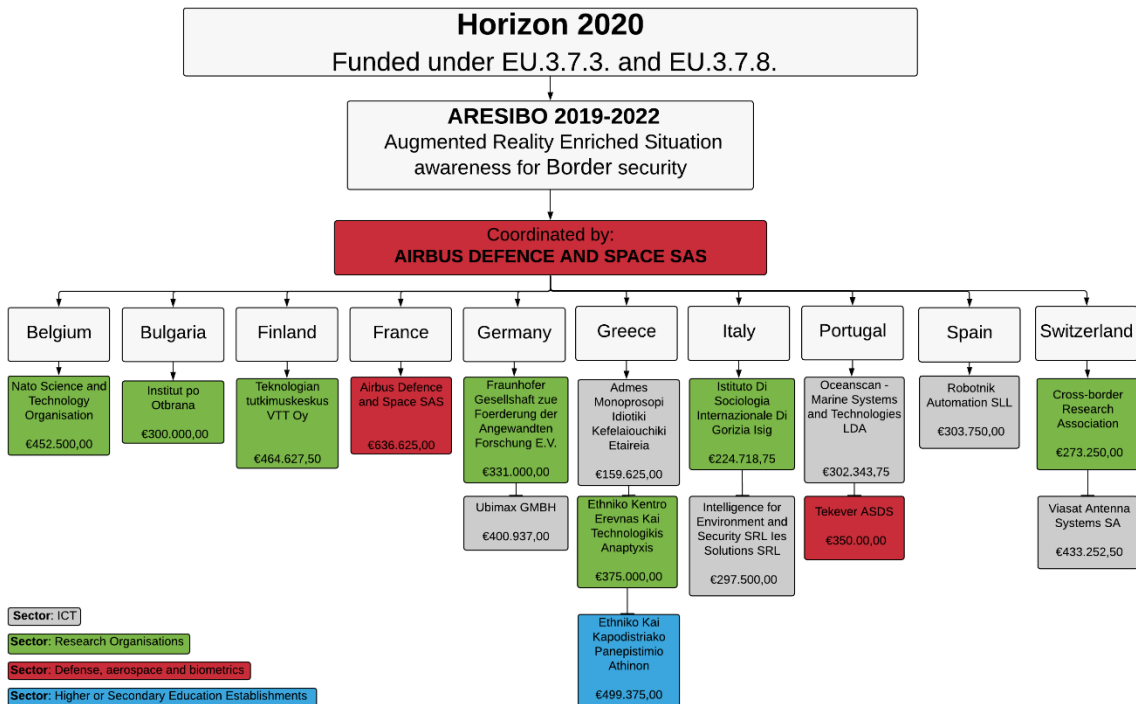 Horizon 2020
Funded under EU.3.7.3. and EU.3.7.8.
ARESIBO 2019-2022
Augmented Reality Enriched Situation
awareness for Border security
Coordinated by:
AIRBUS DEFENCE AND SPACE SAS
Belgium
Nato Science and
Technology
Organisation
€452.500,00
Bulgaria
Institut po
Otbrana
€300.000,00
Finland
Teknologian
tutkimuskeskus
VTT Oy
€464.627,50
France
Airbus Defence
and Space SAS
€636.625,00
Germany
Fraunhofer
Gesellschaft zue
Foerderung der
Angewandten
Forschung E.V.
€331.000,00
Ubimax GMBH
€400.937,00
Greece
Admes
Monoprosopi
Idiotiki
Kefelaiouchiki
Etaireia
€159.625,00
Ethniko Kentro
Erevnas Kai
Technologikis
Anaptyxis
€375.000,00
Ethniko Kai
Kapodistriako
Panepistimio
Athinon
€499.375,00
Italy
Istituto Di
Sociologia
Internazionale Di
Gorizia Isig
€224.718,75
Intelligence for
Environment and
Security SRL Ies
Solutions SRL
€297.500,00
Portugal
Oceanscan -
Marine Systems
and Technologies
LDA
€302.343,75
Tekever ASDS
€350.00,00
Spain
Robotnik
Automation SLL
€303.750,00
Switzerland
Cross-border
Research
Association
€273.250,00
Viasat Antenna
Systems SA
€433.252,50
Sector: ICT
Sector: Research Organisations
Sector: Defense, aerospace and biometrics
Sector: Higher or Secondary Education Establishments